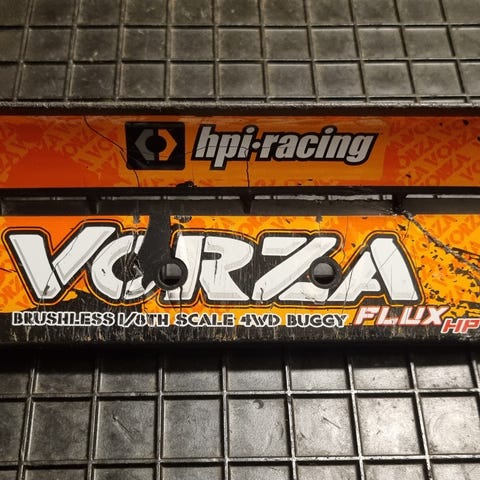 hpi·racing
VORZA
BRUSHLESS 1/8TH SCALE 4WD BUGGY FLUX HP